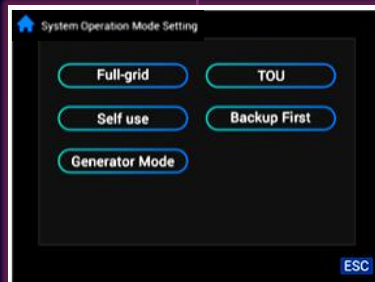 System Operation Mode Setting
Full-grid
TOU
Self use
Backup First
Generator Mode
ESC